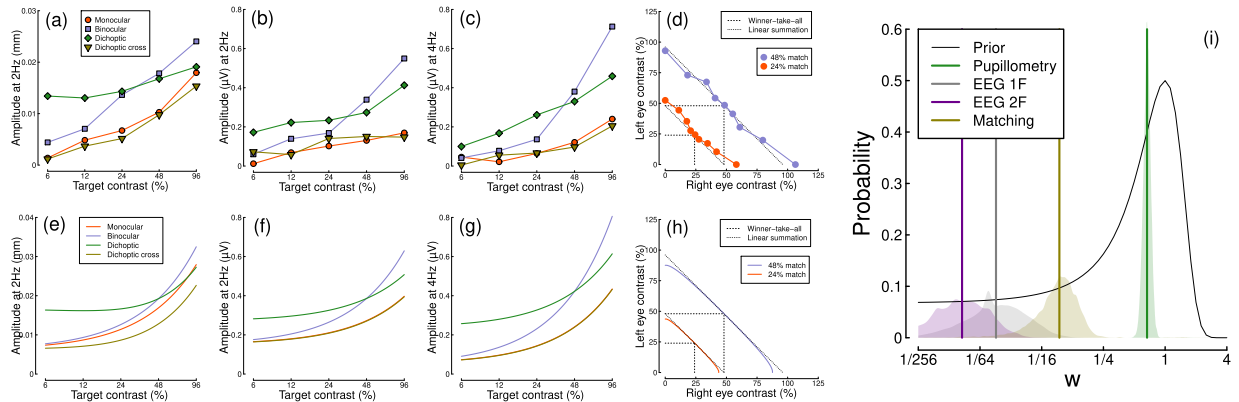 (a)
Monocular
Binocular
Dichoptic
Dichoptic cross
Amplitude at 2Hz (mm)
0.03
0.02
0.01
0
6 12 24 48 96
Target contrast (%)
(b)
Amplitude (µV) at 2Hz
0.8
0.6
0.4
0.2
0
6 12 24 48 96
Target contrast (%)
(c)
Amplitude (µV) at 4Hz
0.8
0.6
0.4
0.2
0
6 12 24 48 96
Target contrast (%)
(d)
Winner−take−all
Linear summation
48% match
24% match
Left eye contrast (%)
125
100
75
50
25
0
0 25 50 75 100 125
Right eye contrast (%)
(e)
Monocular
Binocular
Dichoptic
Dichoptic cross
Amplitude at 2Hz (mm)
0.04
0.03
0.02
0.01
0
6 12 24 48 96
Target contrast (%)
(f)
Amplitude at 2Hz (µV)
0.8
0.6
0.4
0.2
0
6 12 24 48 96
Target contrast (%)
(g)
Amplitude at 4Hz (µV)
0.8
0.6
0.4
0.2
0
6 12 24 48 96
Target contrast (%)
(h)
Winner−take−all
Linear summation
48% match
24% match
Left eye contrast (%)
125
100
75
50
25
0
0 25 50 75 100 125
Right eye contrast (%)
(i)
Prior
Pupillometry
EEG 1F
EEG 2F
Matching
Probability
0.6
0.5
0.4
0.3
0.2
0.1
0
1/256 1/64 1/16 1/4 1 4
w